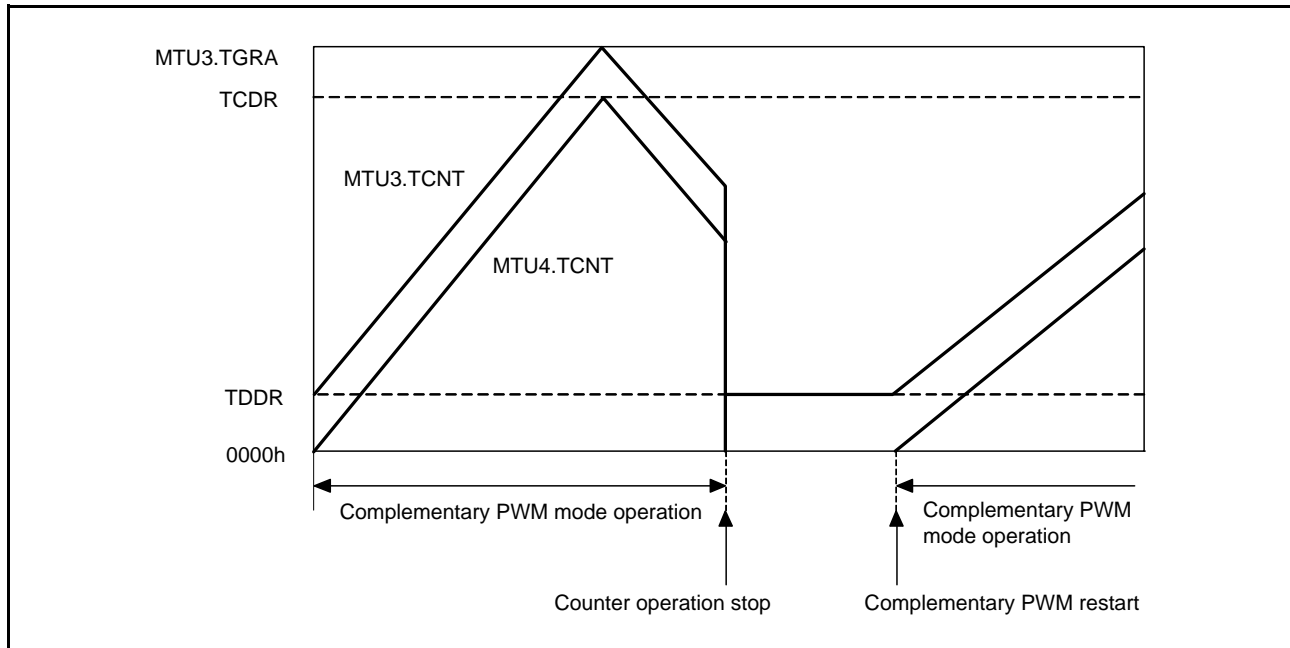 MTU3.TGRA
TCDR
MTU3.TCNT
MTU4.TCNT
TDDR
0000h
Complementary PWM mode operation
Complementary PWM
mode operation
Counter operation stop
Complementary PWM restart